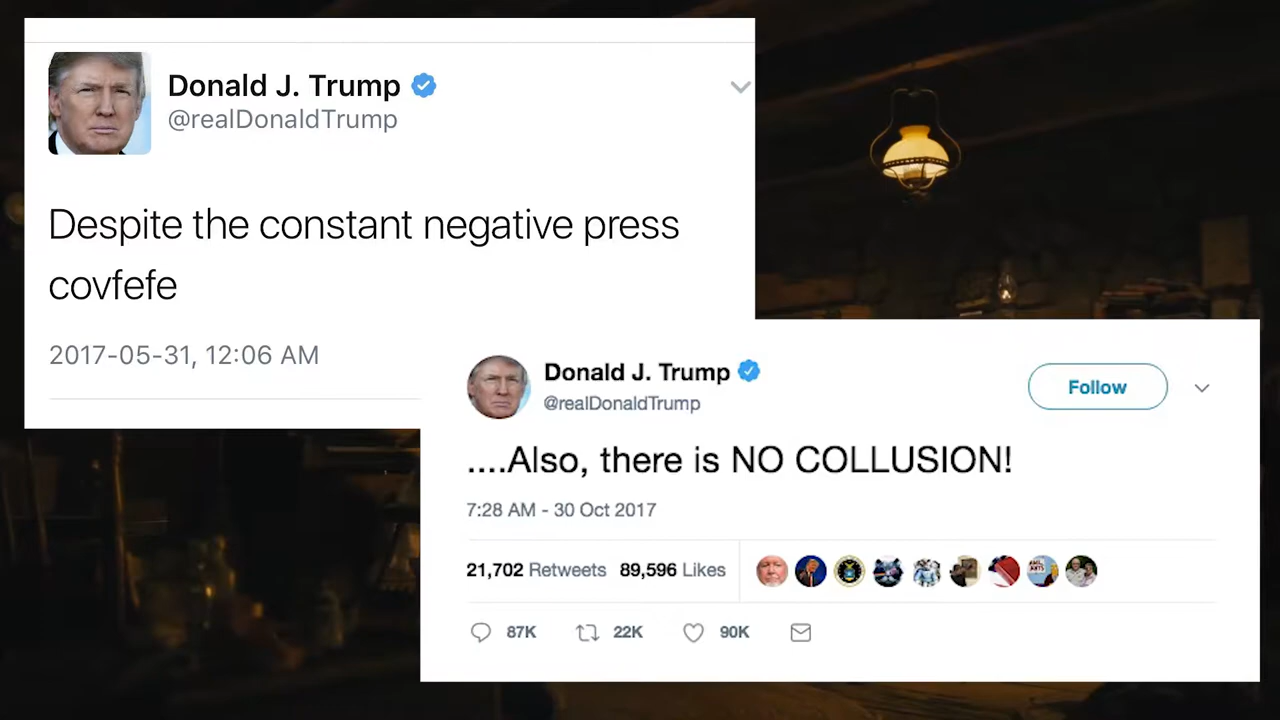 Donald J. Trump
@realDonaldTrump
Despite the constant negative press
covfefe
2017-05-31, 12:06 AM
Donald J. Trump
@realDonaldTrump
Follow
....Also, there is NO COLLUSION!
7:28 AM - 30 Oct 2017
21,702 Retweets 89,596 Likes
87K 22K 90K